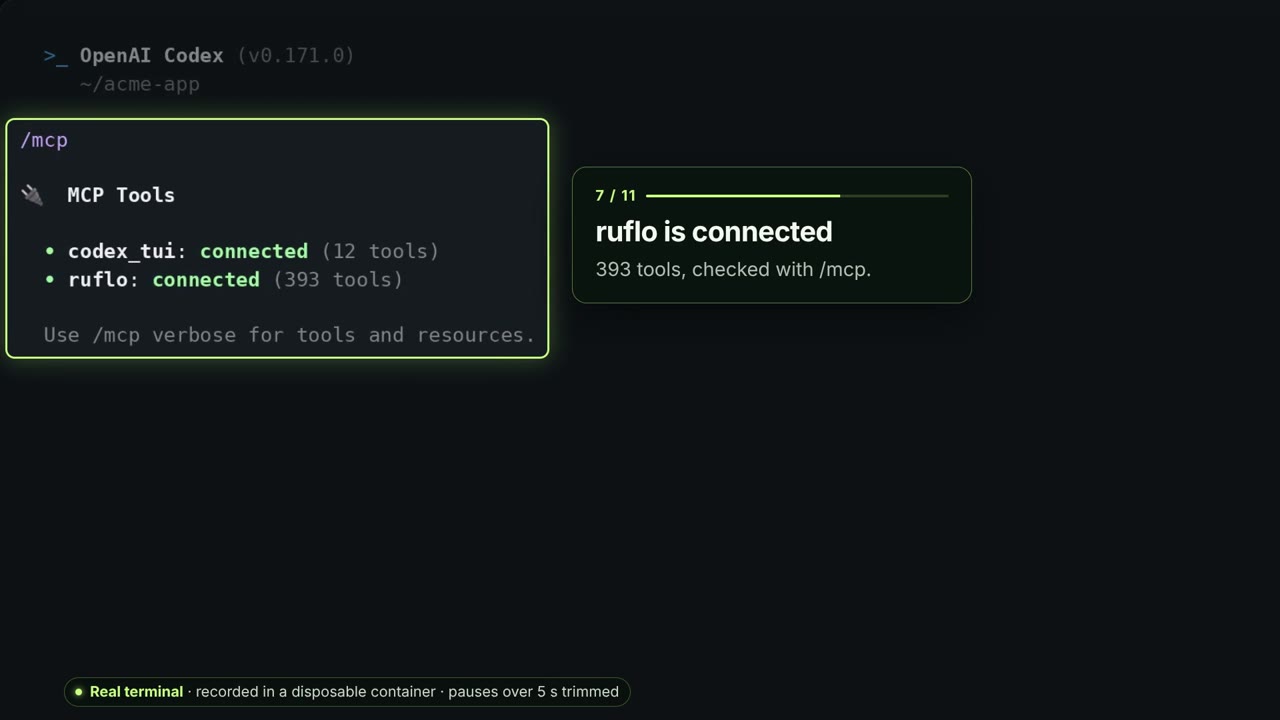 >_ OpenAI Codex (v0.171.0)
~/acme-app
/mcp
🔌 MCP Tools
• codex_tui: connected (12 tools)
• ruflo: connected (393 tools)
Use /mcp verbose for tools and resources.
7 / 11
ruflo is connected
393 tools, checked with /mcp.
Real terminal · recorded in a disposable container · pauses over 5 s trimmed